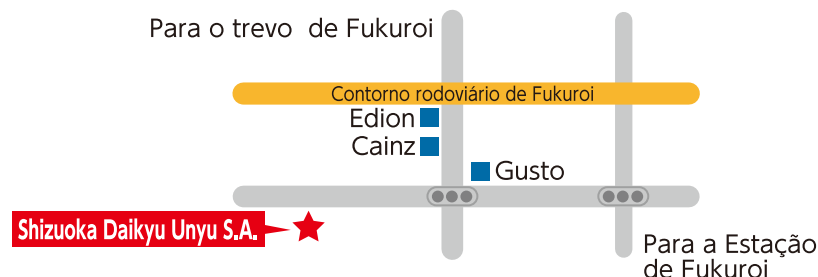 Para o trevo de Fukuroi
Contorno rodoviário de Fukuroi
Edion
Cainz
Gusto
Shizuoka Daikyu Unyu S.A.
Para a Estação
de Fukuroi